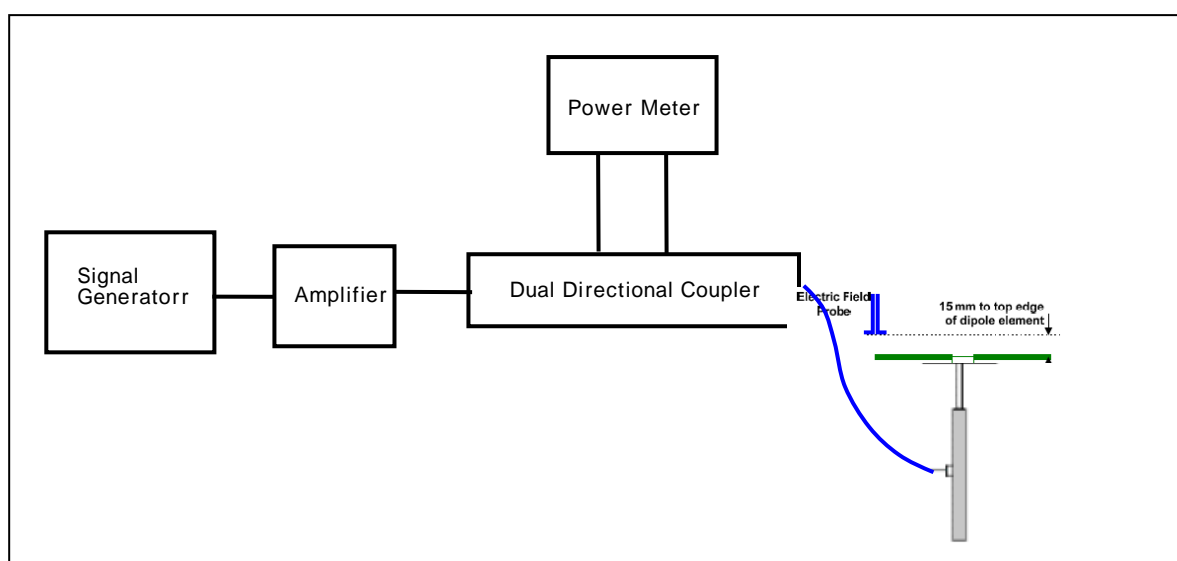 Power Meter
Signal
Generatorr
Amplifier
Dual Directional Coupler
Electric Field
Probe
15 mm to top edge
of dipole element